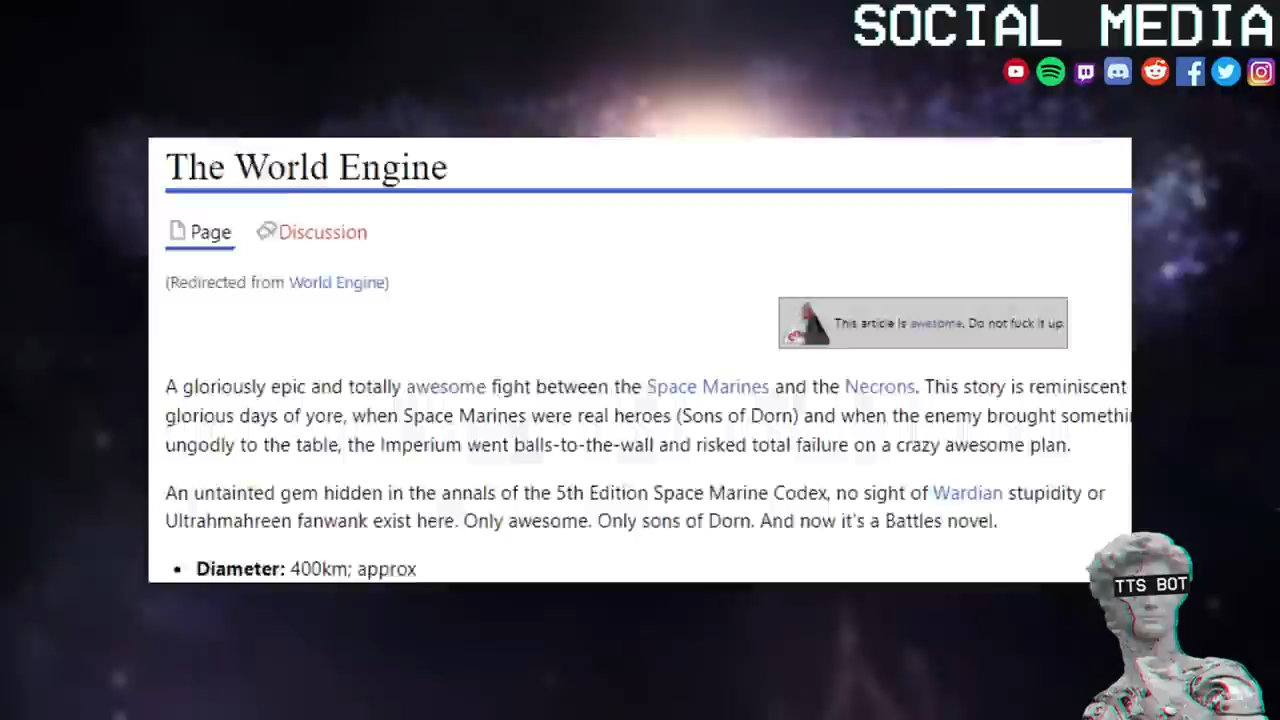 SOCIAL MEDIA
The World Engine
Page Discussion
(Redirected from World Engine)
This article is awesome. Do not fuck it up.
A gloriously epic and totally awesome fight between the Space Marines and the Necrons. This story is reminiscent
glorious days of yore, when Space Marines were real heroes (Sons of Dorn) and when the enemy brought somethi
ungodly to the table, the Imperium went balls-to-the-wall and risked total failure on a crazy awesome plan.
An untainted gem hidden in the annals of the 5th Edition Space Marine Codex, no sight of Wardian stupidity or
Ultrahmahreen fanwank exist here. Only awesome. Only sons of Dorn. And now it's a Battles novel.
• Diameter: 400km; approx
TTS BOT